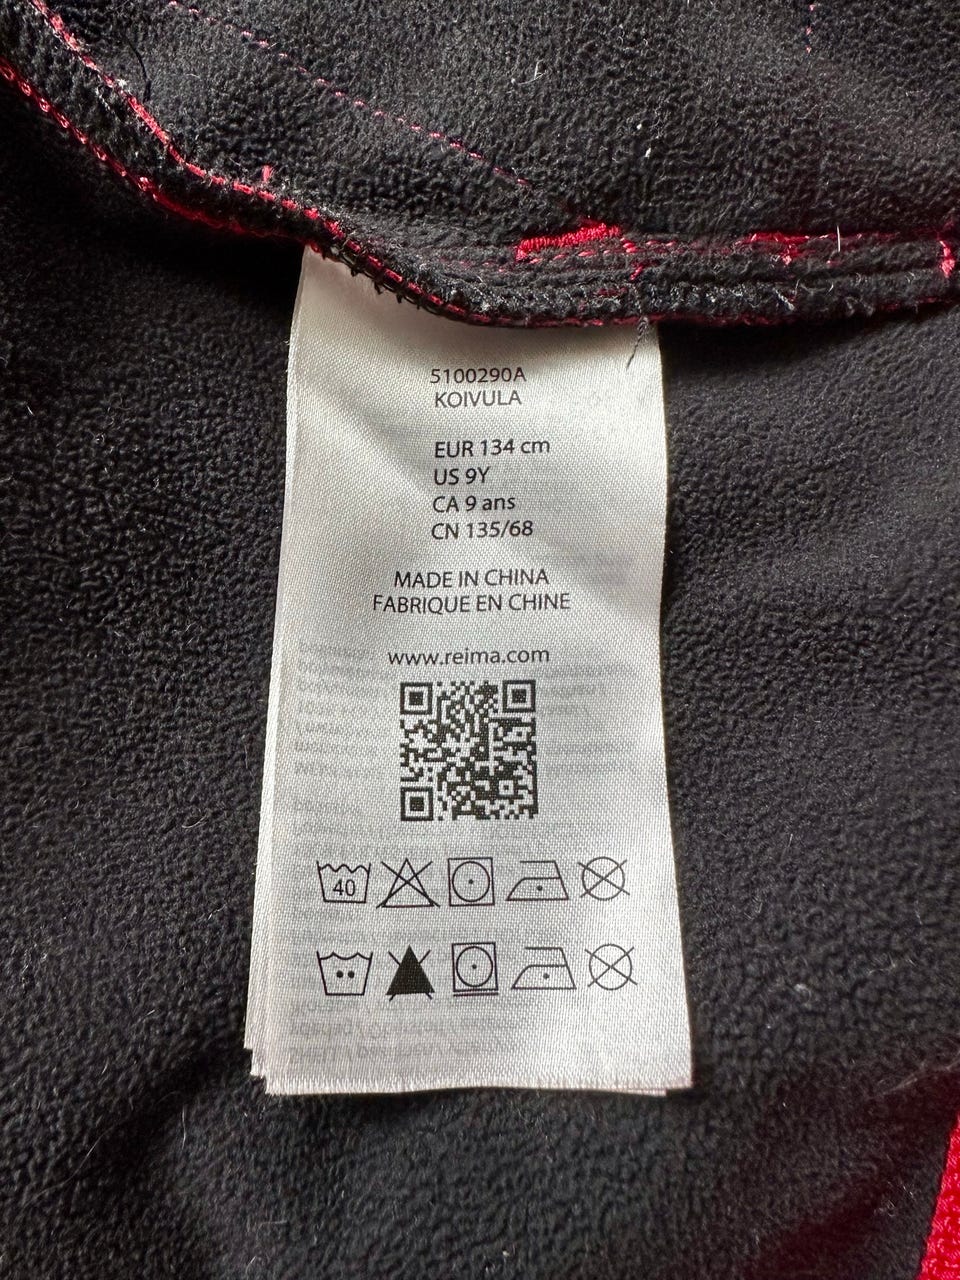 5100290A
KOIVULA
EUR 134 cm
US 9Y
CA 9 ans
CN 135/68
MADE IN CHINA
FABRIQUE EN CHINE
www.reima.com
40